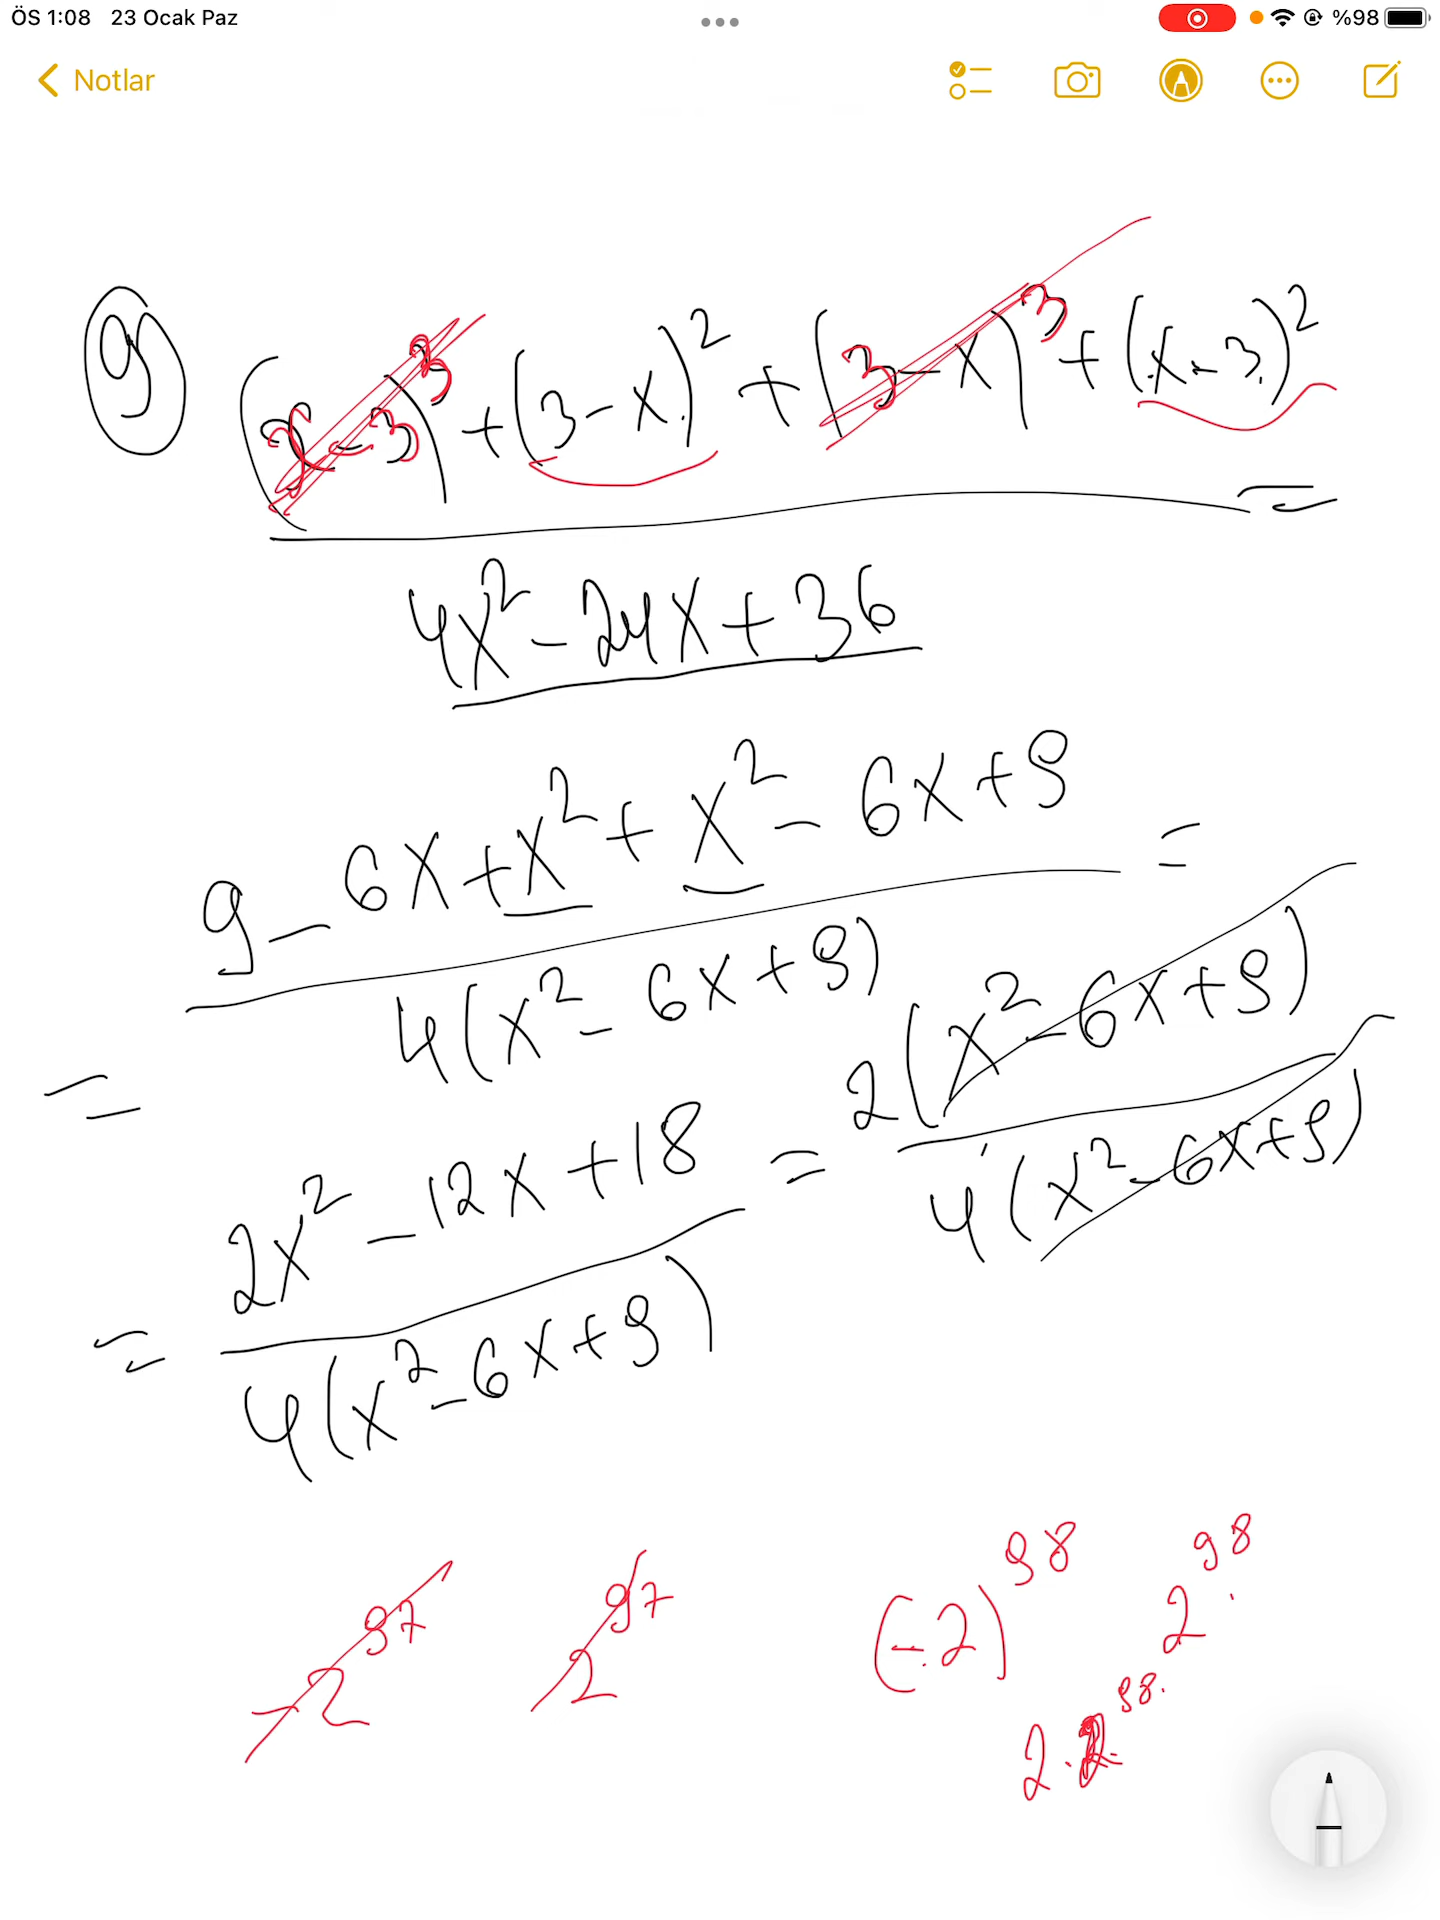 ÖS 1:08 23 Ocak Paz %98
Notlar
9) (x-3)³ + (3-x)² + (3-x)³ + (x-3)² =
4x² - 24x + 36
9 - 6x + x² + x² - 6x + 9 =
4(x² - 6x + 9)
= 2x² - 12x + 18 = 2(x² - 6x + 9)
4(x² - 6x + 9) 4(x² - 6x + 9)
-2⁹⁷ 2⁹⁷ (-2)⁹⁸ 2⁹⁸
2.2⁹⁸